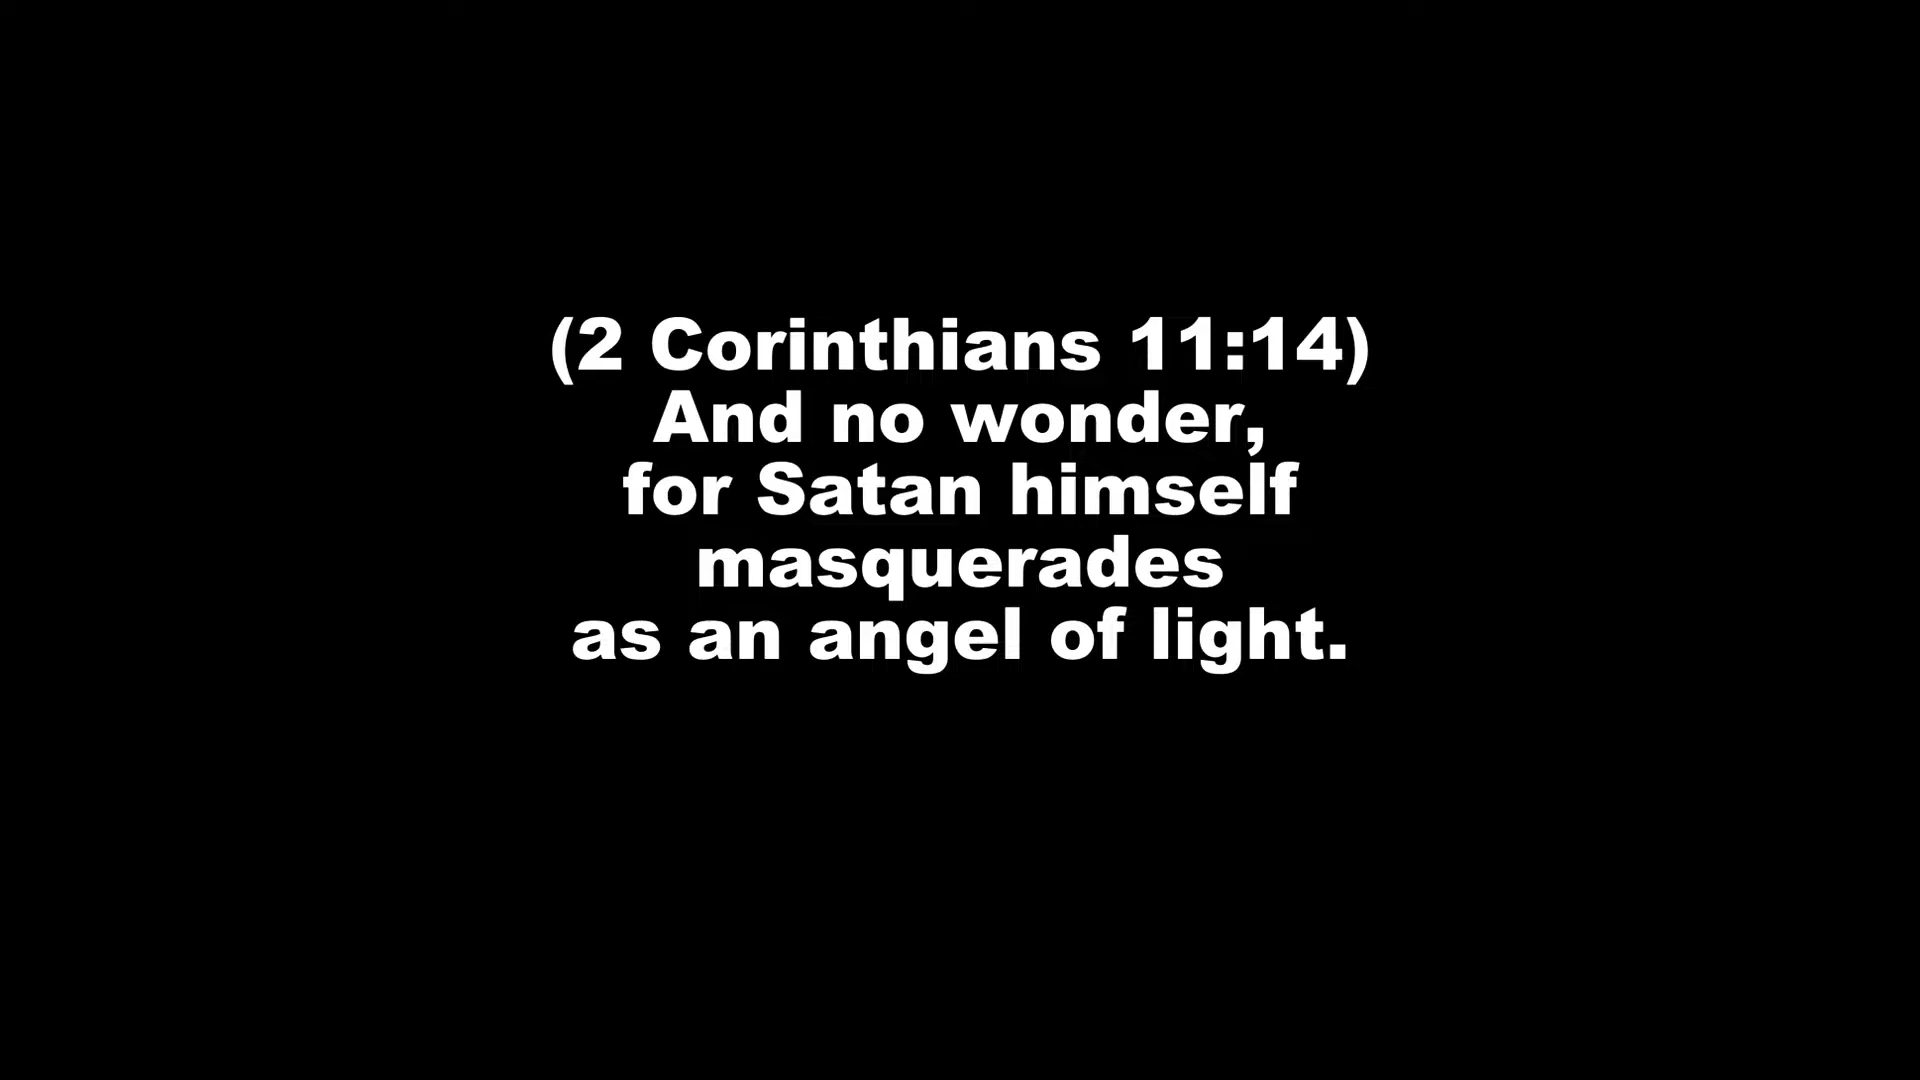 (2 Corinthians 11:14)
And no wonder,
for Satan himself
masquerades
as an angel of light.